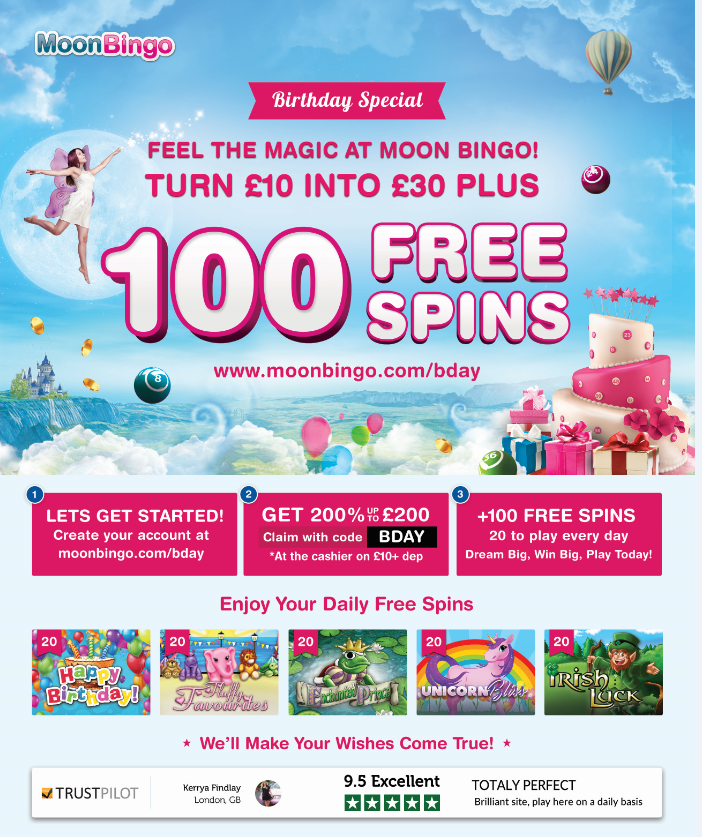 MoonBingo
Birthday Special
FEEL THE MAGIC AT MOON BINGO!
TURN £10 INTO £30 PLUS
100 FREE
SPINS
www.moonbingo.com/bday
24
8
36
1
LETS GET STARTED!
Create your account at
moonbingo.com/bday
2
GET 200% UP TO £200
Claim with code BDAY
*At the cashier on £10+ dep
3
+100 FREE SPINS
20 to play every day
Dream Big, Win Big, Play Today!
Enjoy Your Daily Free Spins
20
Happy
Birthday!
20
Fluffy
Favourites
20
Enchanted Prince
20
UNICORN Bliss
20
IRISH
LUCK
★ We'll Make Your Wishes Come True! ★
TRUSTPILOT
Kerrya Findlay
London, GB
9.5 Excellent
TOTALY PERFECT
Brilliant site, play here on a daily basis